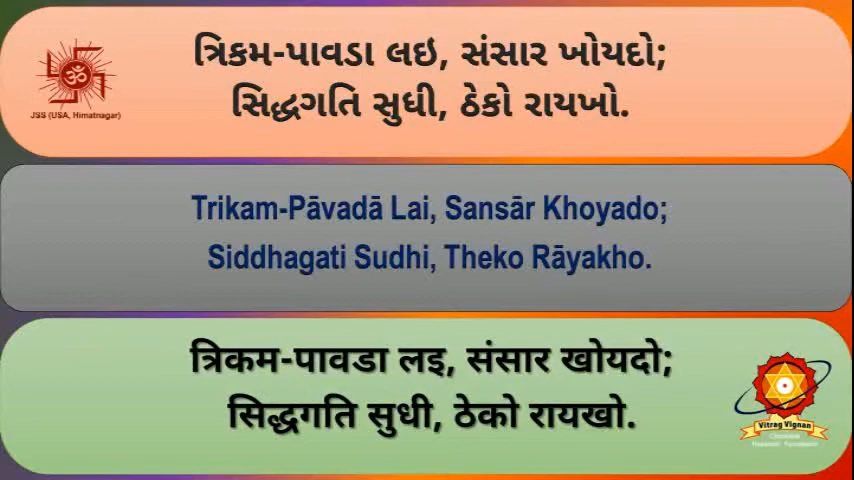 ત્રિકમ-પાવડા લઇ, સંસાર ખોયદો;
સિદ્ધગતિ સુધી, ઠેકો રાયખો.
JSS (USA, Himatnagar)
Trikam-Pāvadā Lai, Sansār Khoyado;
Siddhagati Sudhi, Theko Rāyakho.
त्रिकम-पावडा लइ, संसार खोयदो;
सिद्धगति सुधी, ठेको रायखो.
Vitrag Vignan